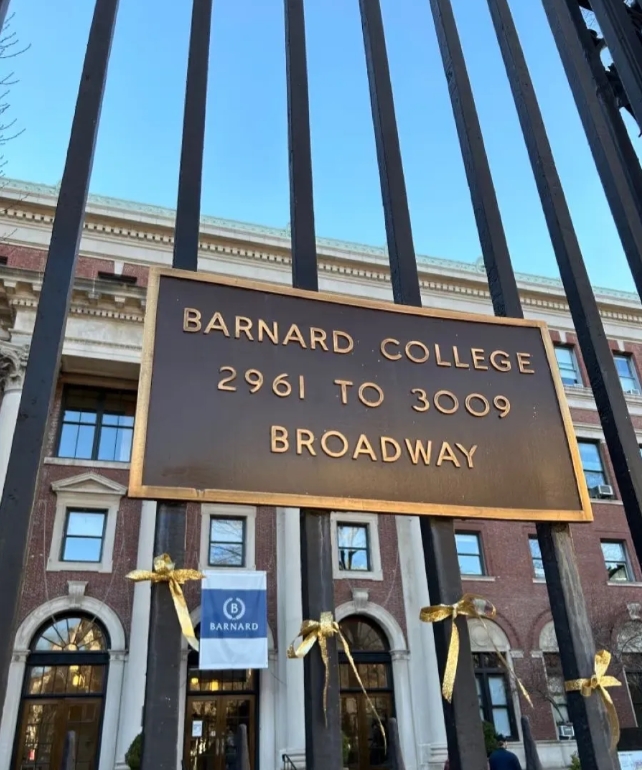 BARNARD COLLEGE
2961 TO 3009
BROADWAY
B
BARNARD